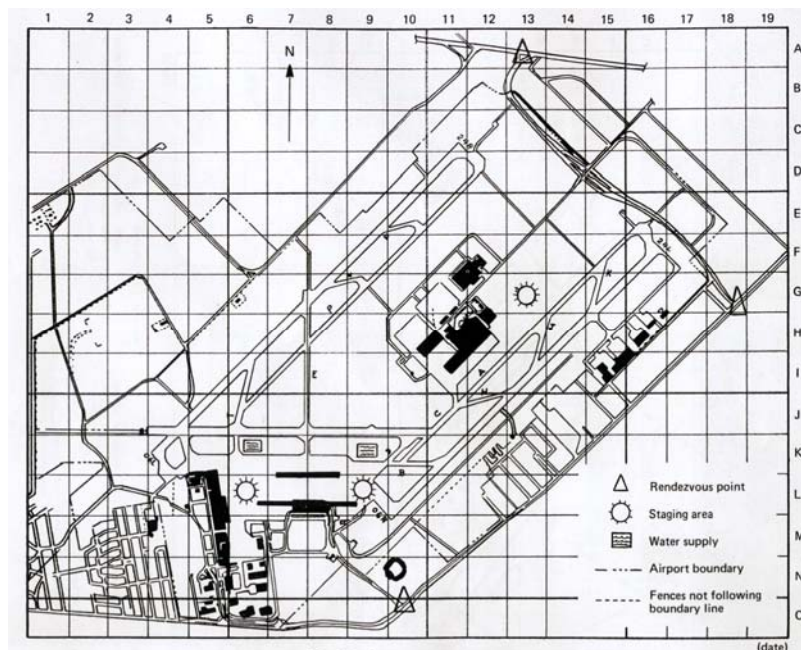 1 2 3 4 5 6 7 8 9 10 11 12 13 14 15 16 17 18 19
A
N
B
C
D
E
F
G
H
I
J
K
L
M
N
O
Rendezvous point
Staging area
Water supply
Airport boundary
Fences not following
boundary line
(date)